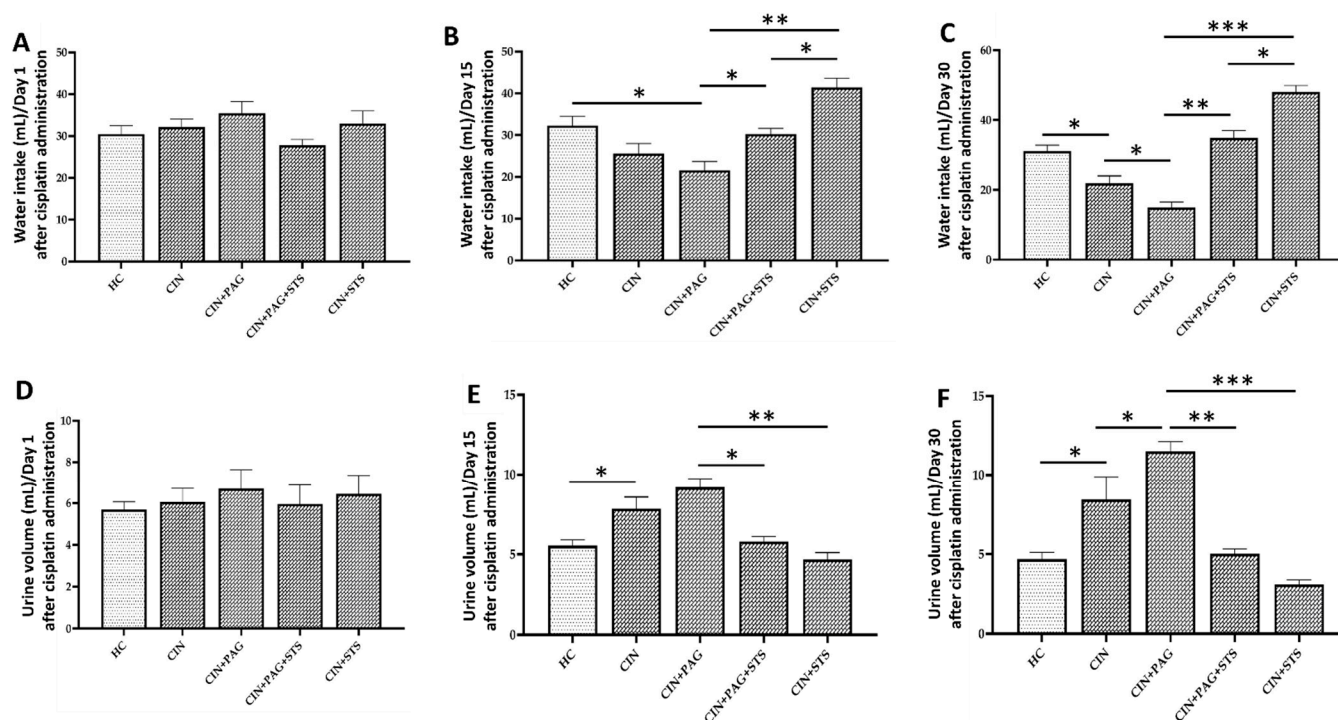 A
Water intake (mL)/Day 1
after cisplatin administration
50
40
30
20
10
0
HC
CIN
CIN+PAG
CIN+PAG+STS
CIN+STS
B
Water intake (mL)/Day 15
after cisplatin administration
50
40
30
20
10
0
*
*
**
*
HC
CIN
CIN+PAG
CIN+PAG+STS
CIN+STS
C
Water intake (mL)/Day 30
after cisplatin administration
60
40
20
0
*
*
**
***
*
HC
CIN
CIN+PAG
CIN+PAG+STS
CIN+STS
D
Urine volume (mL)/Day 1
after cisplatin administration
10
8
6
4
2
0
HC
CIN
CIN+PAG
CIN+PAG+STS
CIN+STS
E
Urine volume (mL)/Day 15
after cisplatin administration
15
10
5
0
*
**
*
HC
CIN
CIN+PAG
CIN+PAG+STS
CIN+STS
F
Urine volume (mL)/Day 30
after cisplatin administration
15
10
5
0
*
*
***
**
HC
CIN
CIN+PAG
CIN+PAG+STS
CIN+STS